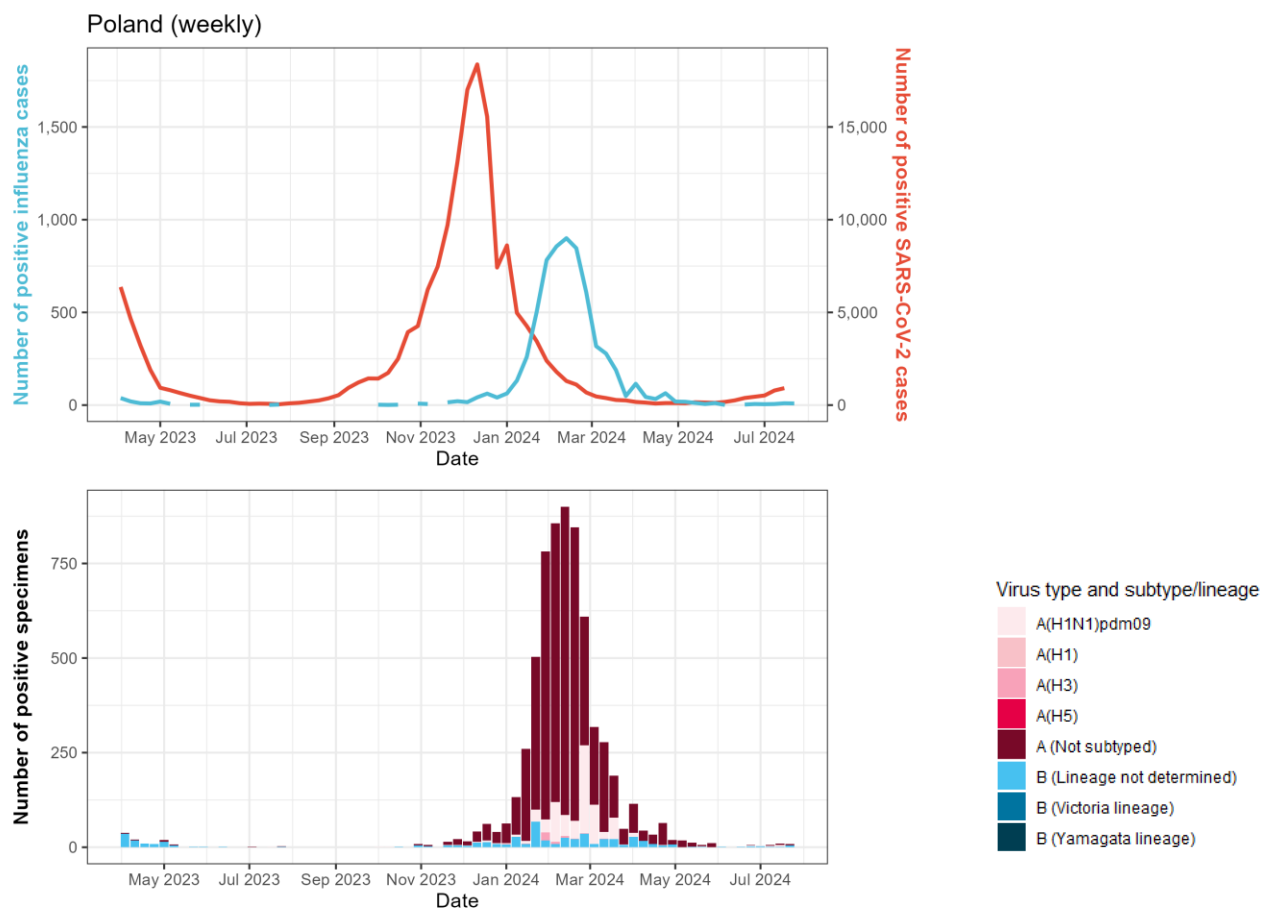 Poland (weekly)
Number of positive influenza cases
1,500
1,000
500
0
15,000
10,000
5,000
0
Number of positive SARS-CoV-2 cases
May 2023 Jul 2023 Sep 2023 Nov 2023 Jan 2024 Mar 2024 May 2024 Jul 2024
Date
Number of positive specimens
750
500
250
0
May 2023 Jul 2023 Sep 2023 Nov 2023 Jan 2024 Mar 2024 May 2024 Jul 2024
Date
Virus type and subtype/lineage
A(H1N1)pdm09
A(H1)
A(H3)
A(H5)
A (Not subtyped)
B (Lineage not determined)
B (Victoria lineage)
B (Yamagata lineage)